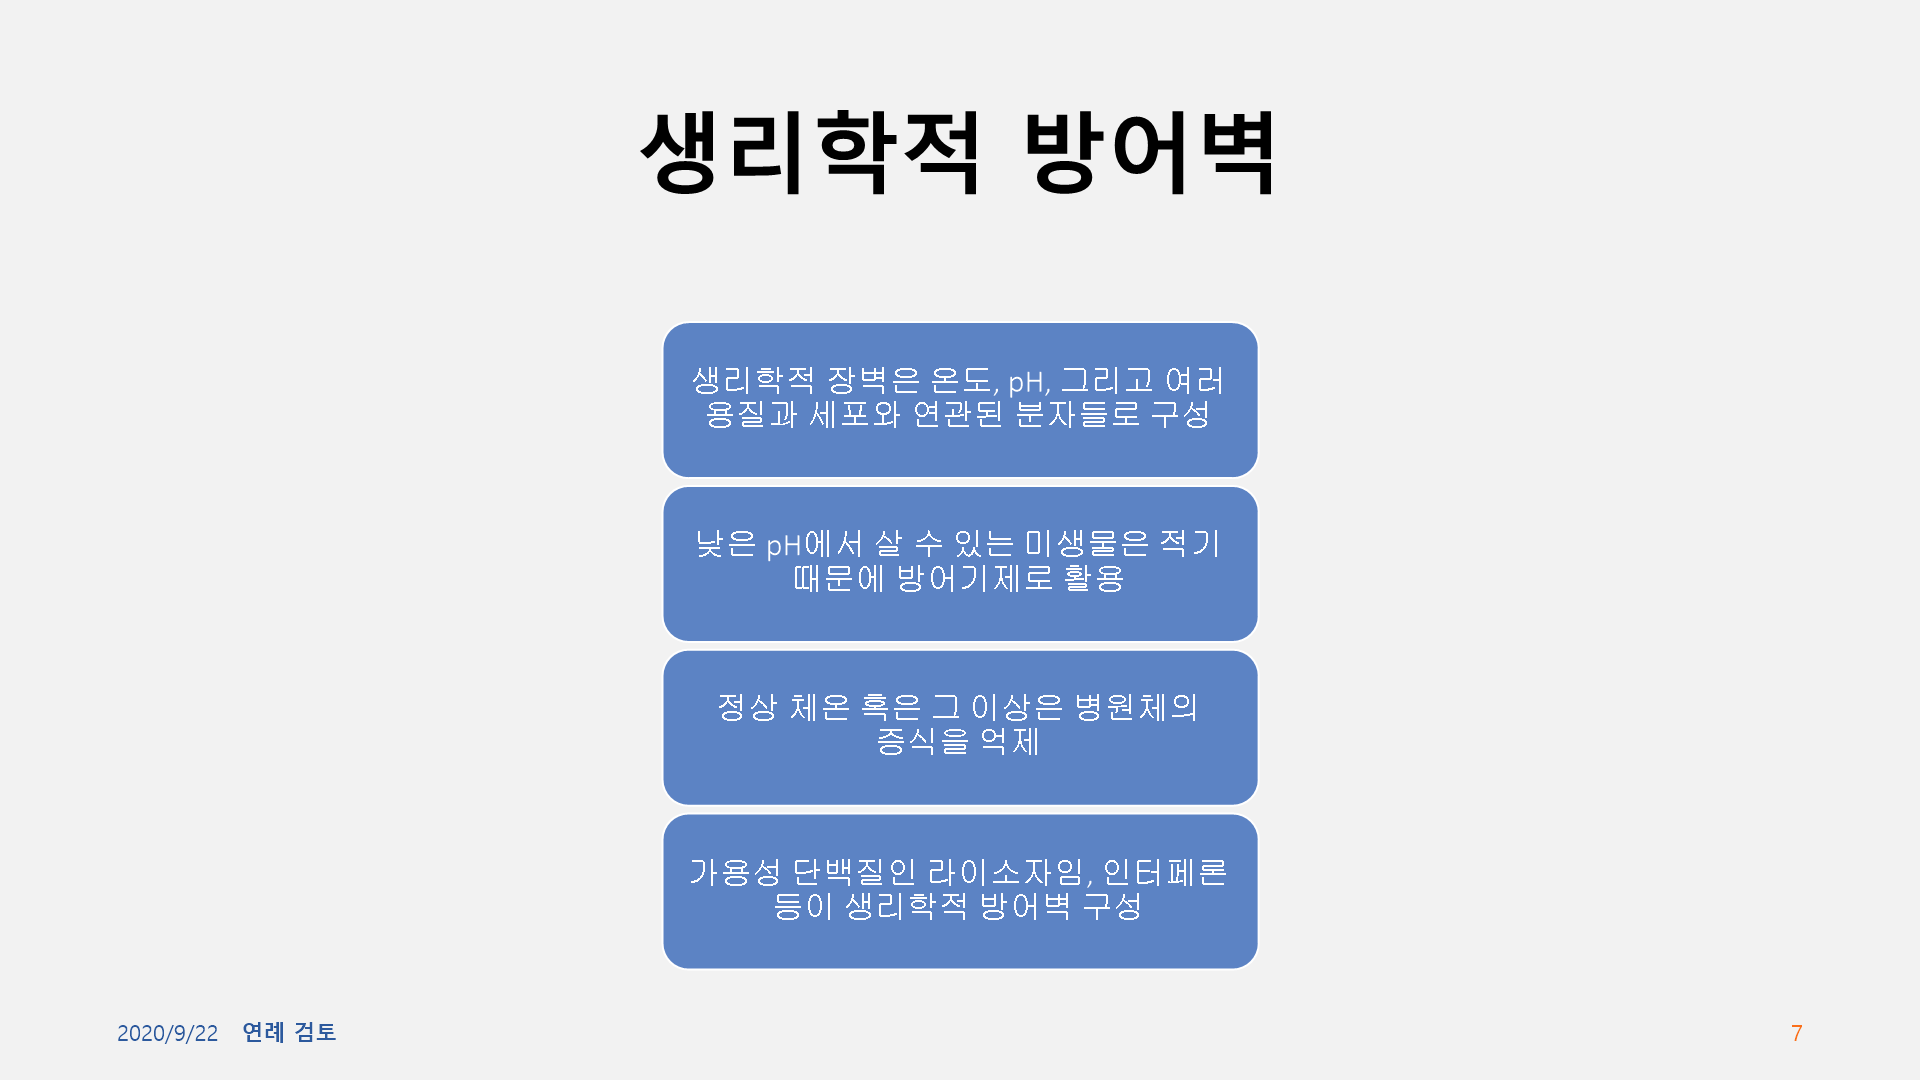 생리학적 방어벽
생리학적 장벽은 온도, pH, 그리고 여러
용질과 세포와 연관된 분자들로 구성
낮은 pH에서 살 수 있는 미생물은 적기
때문에 방어기제로 활용
정상 체온 혹은 그 이상은 병원체의
증식을 억제
가용성 단백질인 라이소자임, 인터페론
등이 생리학적 방어벽 구성
2020/9/22 연례 검토
7